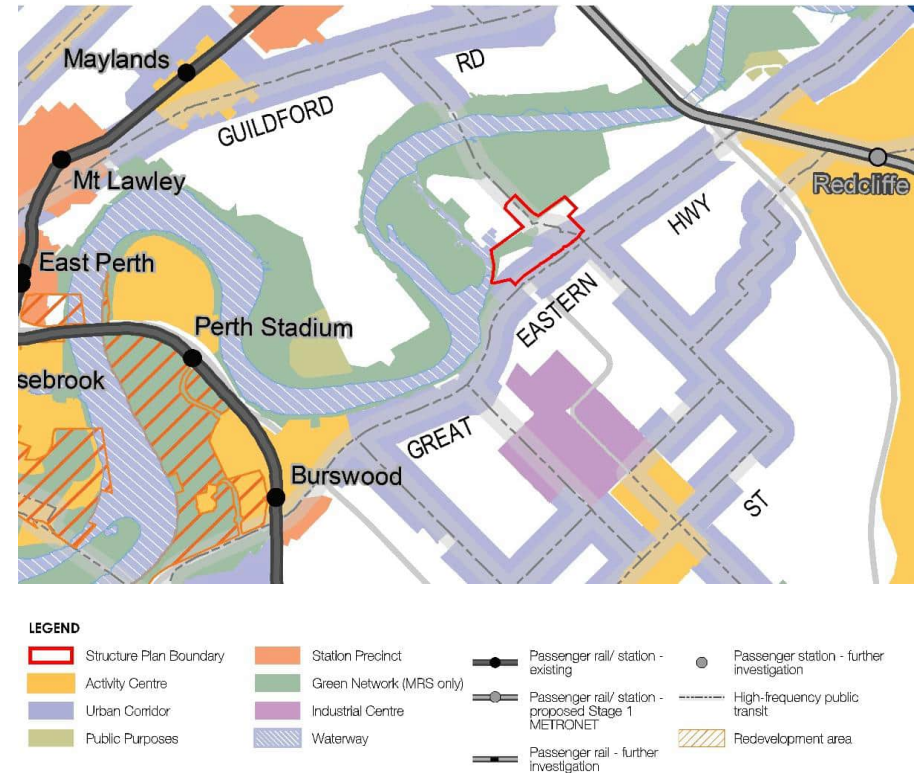 Maylands
RD
GUILDFORD
Mt Lawley
Redcliffe
HWY
East Perth
Perth Stadium
EASTERN
sebrook
GREAT
Burswood
ST
LEGEND
Structure Plan Boundary
Activity Centre
Urban Corridor
Public Purposes
Station Precinct
Green Network (MRS only)
Industrial Centre
Waterway
Passenger rail/ station -
existing
Passenger rail/ station -
proposed Stage 1
METRONET
Passenger rail - further
investigation
Passenger station - further
investigation
High-frequency public
transit
Redevelopment area